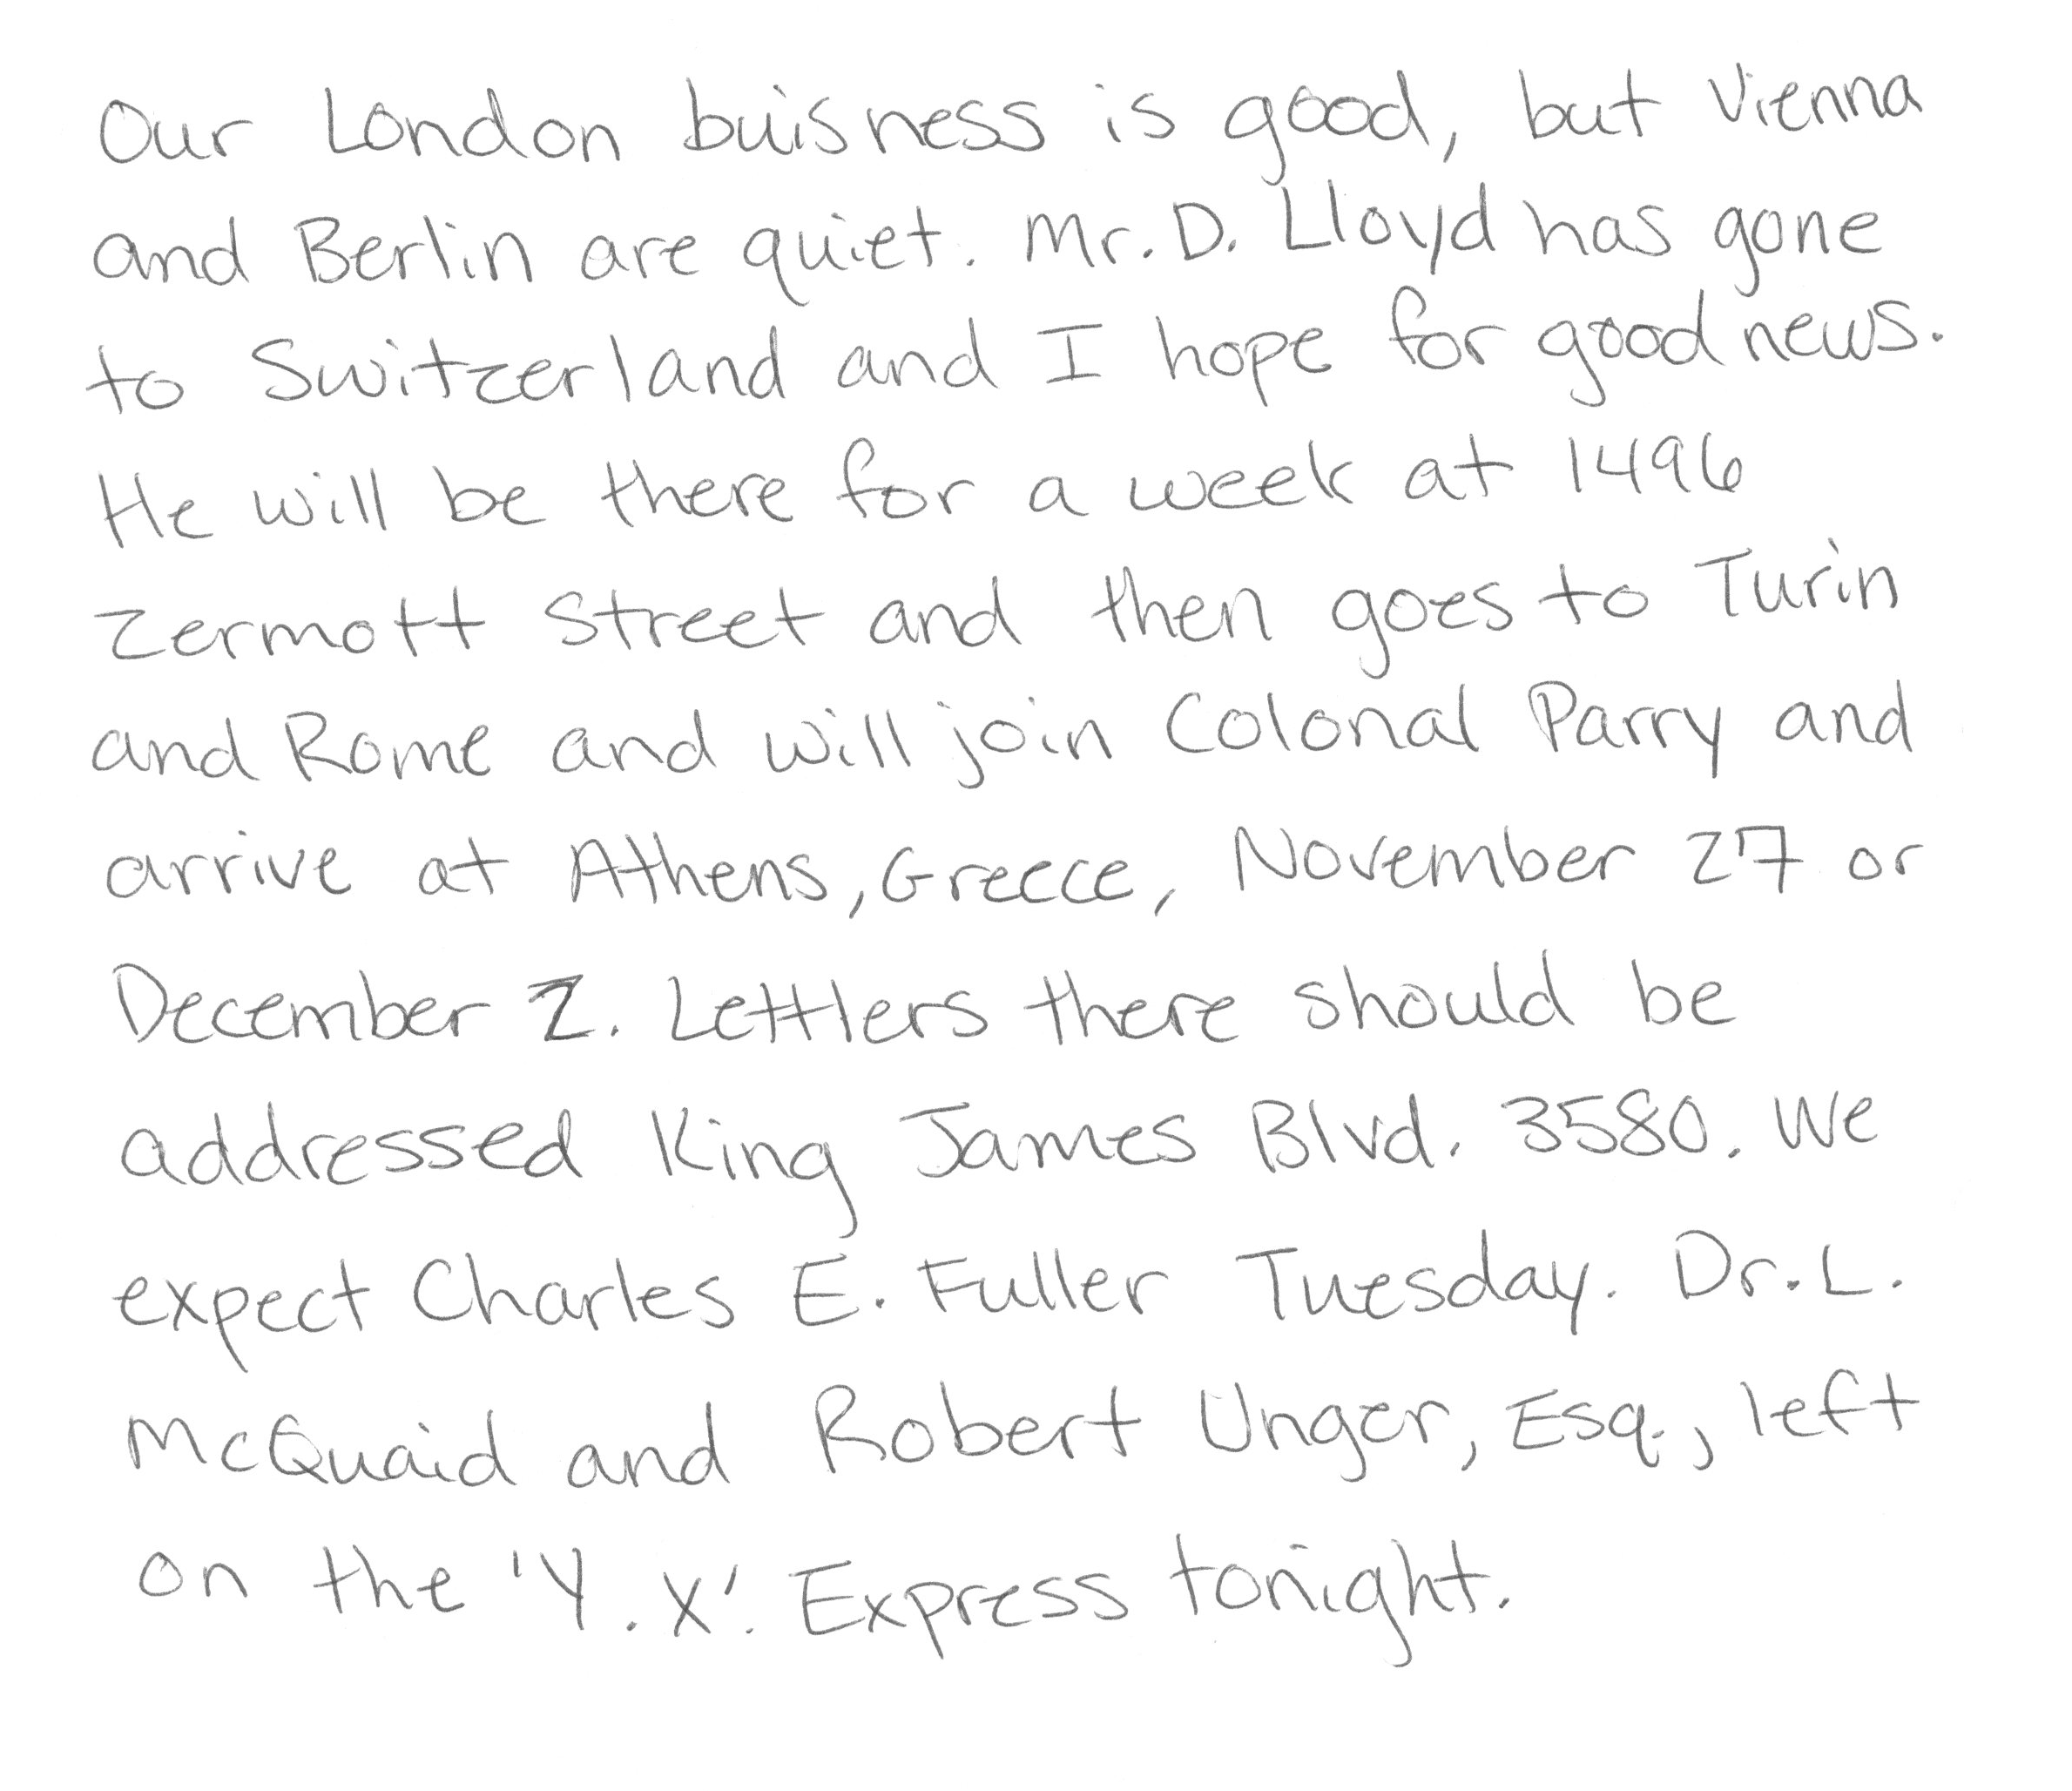 Our London buisness is good, but Vienna
and Berlin are quiet. Mr. D. Lloyd has gone
to Switzerland and I hope for good news.
He will be there for a week at 1496
Zermott Street and then goes to Turin
and Rome and will join Colonal Parry and
arrive at Athens, Greece, November 27 or
December 2. Letttlers there should be
addressed King James Blvd. 3580. We
expect Charles E. Fuller Tuesday. Dr. L.
McQuaid and Robert Unger, Esq., left
on the 'Y.X.' Express tonight.